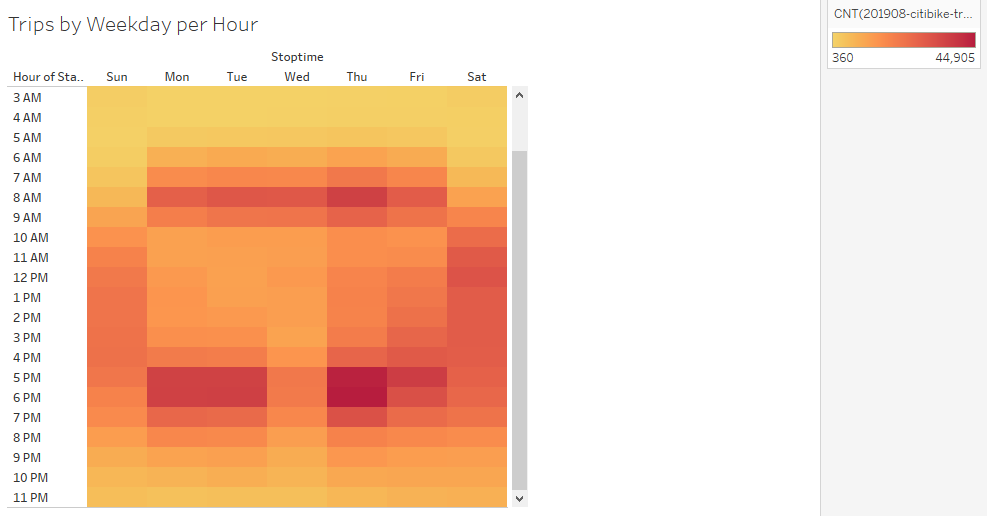 Trips by Weekday per Hour
Stoptime
Hour of Sta.. Sun Mon Tue Wed Thu Fri Sat
3 AM
4 AM
5 AM
6 AM
7 AM
8 AM
9 AM
10 AM
11 AM
12 PM
1 PM
2 PM
3 PM
4 PM
5 PM
6 PM
7 PM
8 PM
9 PM
10 PM
11 PM
CNT(201908-citibike-tr...
360 44,905